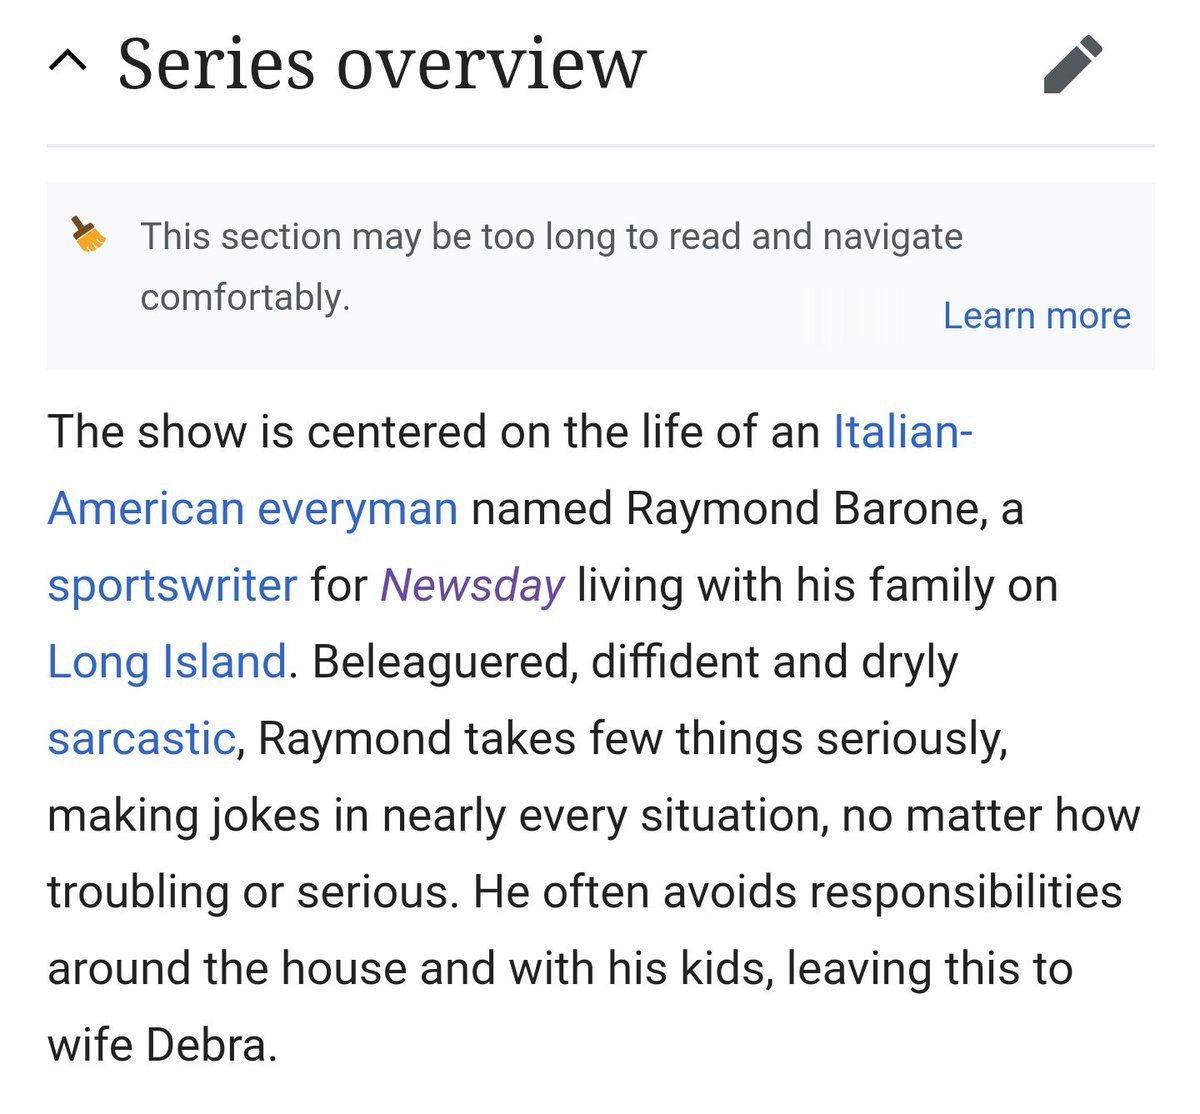 Series overview
This section may be too long to read and navigate
comfortably.
Learn more
The show is centered on the life of an Italian-
American everyman named Raymond Barone, a
sportswriter for Newsday living with his family on
Long Island. Beleaguered, diffident and dryly
sarcastic, Raymond takes few things seriously,
making jokes in nearly every situation, no matter how
troubling or serious. He often avoids responsibilities
around the house and with his kids, leaving this to
wife Debra.